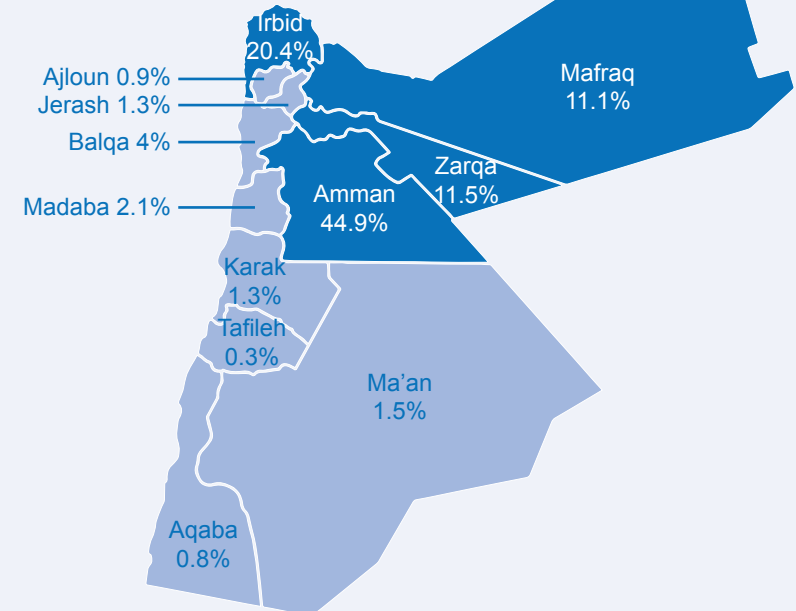 Irbid
20.4%
Mafraq
11.1%
Ajloun 0.9%
Jerash 1.3%
Balqa 4%
Zarqa
11.5%
Amman
44.9%
Madaba 2.1%
Karak
1.3%
Tafileh
0.3%
Ma’an
1.5%
Aqaba
0.8%